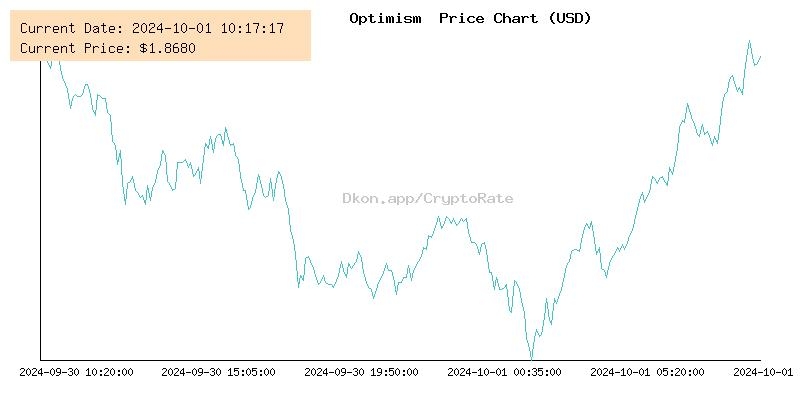 Optimism Price Chart (USD)
Current Date: 2024-10-01 10:17:17
Current Price: $1.8680
Dkon.app/CryptoRate
2024-09-30 10:20:00 2024-09-30 15:05:00 2024-09-30 19:50:00 2024-10-01 00:35:00 2024-10-01 05:20:00 2024-10-01